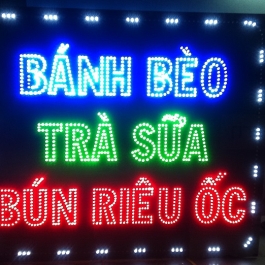 BÁNH BÈO
TRÀ SỮA
BÚN RIÊU ỐC